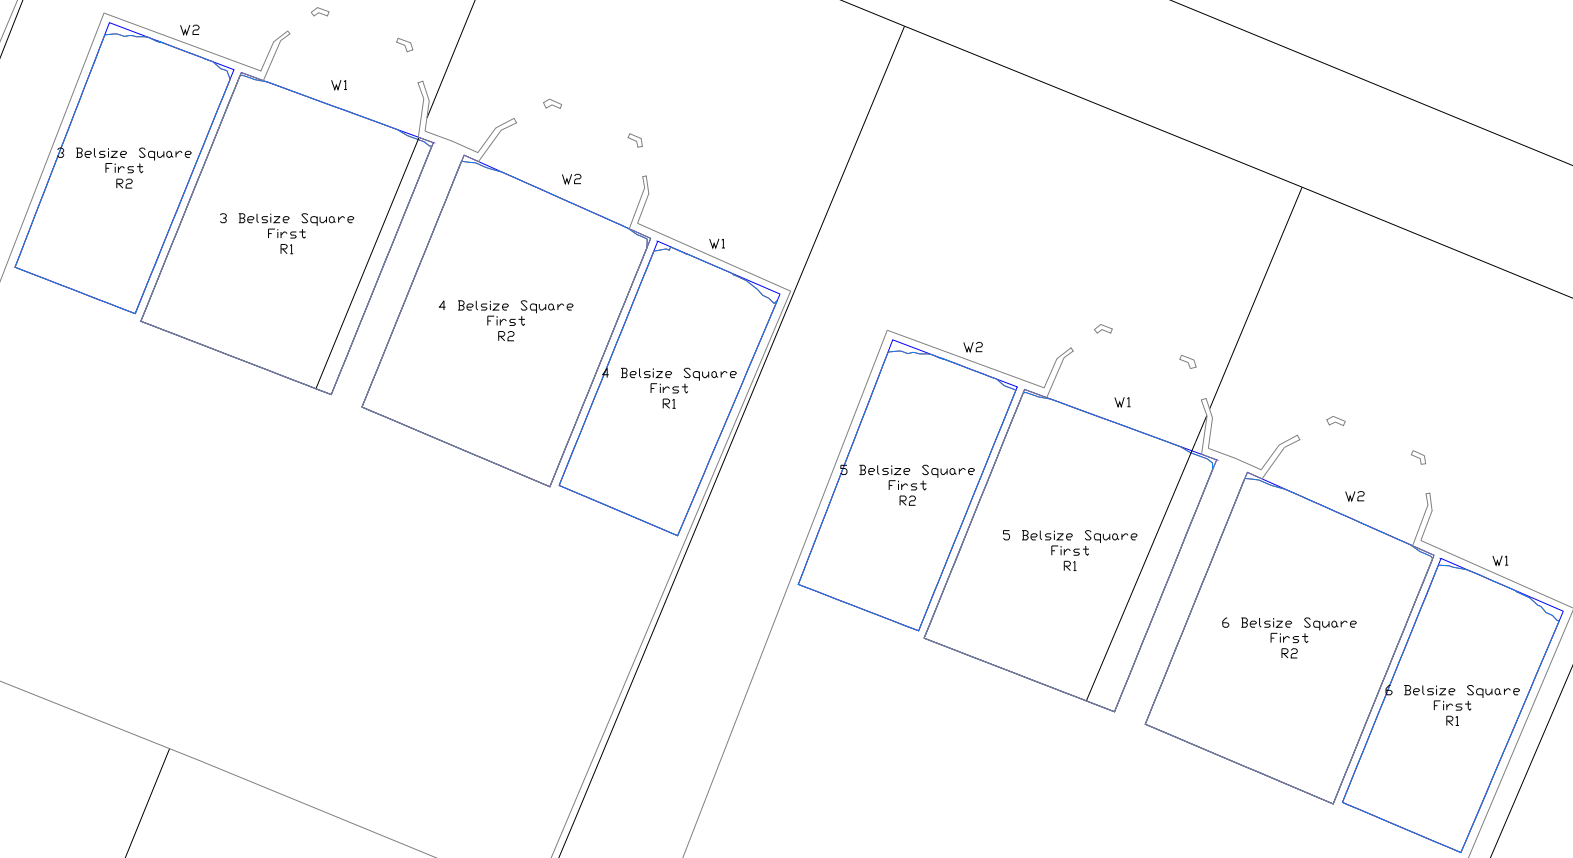 W2
W1
3 Belsize Square
First
R2
3 Belsize Square
First
R1
W2
W1
4 Belsize Square
First
R2
4 Belsize Square
First
R1
W2
W1
5 Belsize Square
First
R2
5 Belsize Square
First
R1
W2
W1
6 Belsize Square
First
R2
6 Belsize Square
First
R1